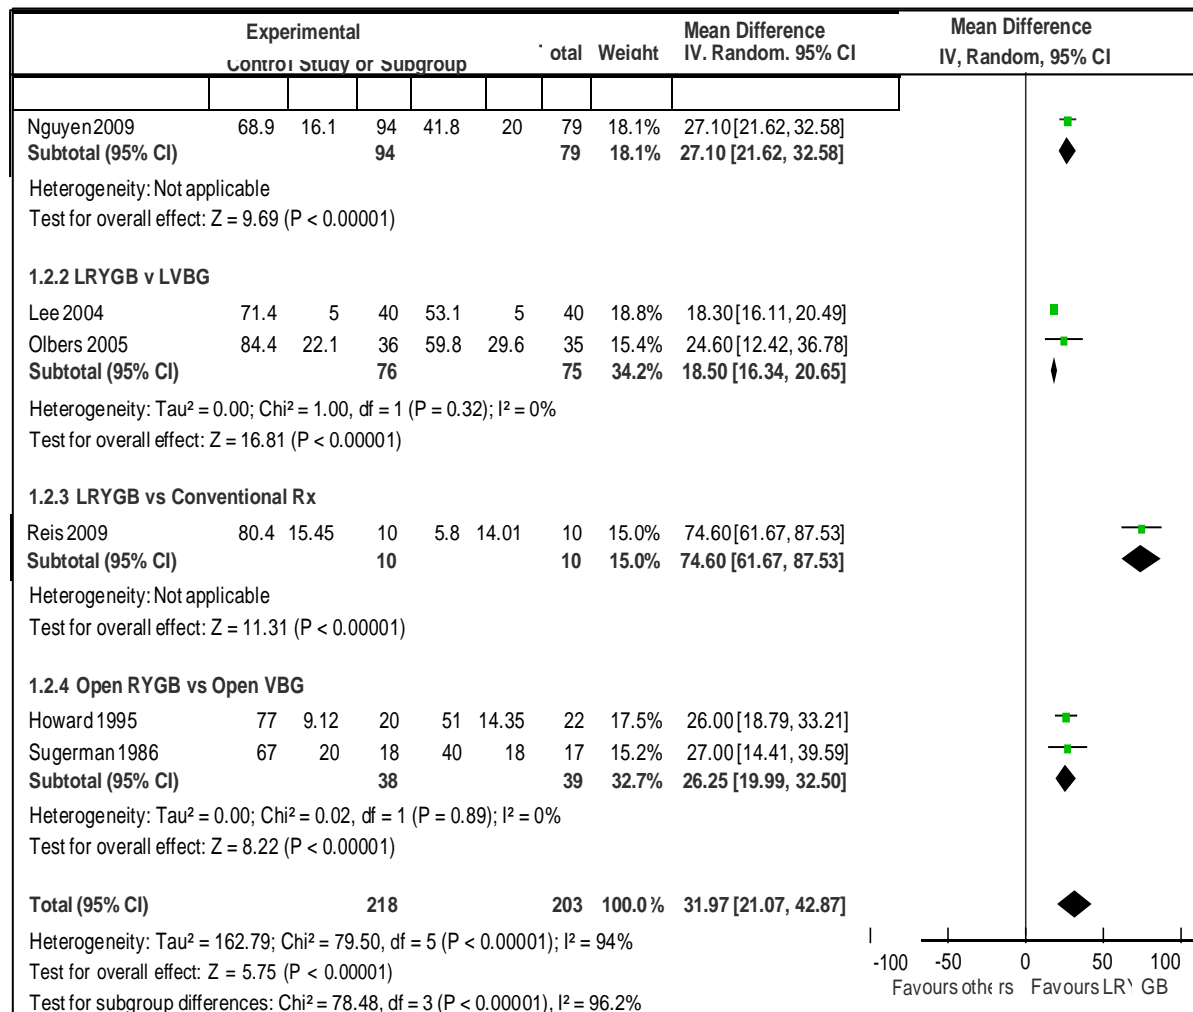 Experimental Mean Difference Mean Difference
Control Study or Subgroup Total Weight IV. Random. 95% CI IV, Random, 95% CI
Nguyen 2009 68.9 16.1 94 41.8 20 79 18.1% 27.10 [21.62, 32.58]
Subtotal (95% CI) 94 79 18.1% 27.10 [21.62, 32.58]
Heterogeneity: Not applicable
Test for overall effect: Z = 9.69 (P < 0.00001)
1.2.2 LRYGB v LVBG
Lee 2004 71.4 5 40 53.1 5 40 18.8% 18.30 [16.11, 20.49]
Olbers 2005 84.4 22.1 36 59.8 29.6 35 15.4% 24.60 [12.42, 36.78]
Subtotal (95% CI) 76 75 34.2% 18.50 [16.34, 20.65]
Heterogeneity: Tau² = 0.00; Chi² = 1.00, df = 1 (P = 0.32); I² = 0%
Test for overall effect: Z = 16.81 (P < 0.00001)
1.2.3 LRYGB vs Conventional Rx
Reis 2009 80.4 15.45 10 5.8 14.01 10 15.0% 74.60 [61.67, 87.53]
Subtotal (95% CI) 10 10 15.0% 74.60 [61.67, 87.53]
Heterogeneity: Not applicable
Test for overall effect: Z = 11.31 (P < 0.00001)
1.2.4 Open RYGB vs Open VBG
Howard 1995 77 9.12 20 51 14.35 22 17.5% 26.00 [18.79, 33.21]
Sugerman 1986 67 20 18 40 18 17 15.2% 27.00 [14.41, 39.59]
Subtotal (95% CI) 38 39 32.7% 26.25 [19.99, 32.50]
Heterogeneity: Tau² = 0.00; Chi² = 0.02, df = 1 (P = 0.89); I² = 0%
Test for overall effect: Z = 8.22 (P < 0.00001)
Total (95% CI) 218 203 100.0% 31.97 [21.07, 42.87]
Heterogeneity: Tau² = 162.79; Chi² = 79.50, df = 5 (P < 0.00001); I² = 94%
Test for overall effect: Z = 5.75 (P < 0.00001)
Test for subgroup differences: Chi² = 78.48, df = 3 (P < 0.00001), I² = 96.2%
-100 -50 0 50 100
Favours others Favours LRYGB